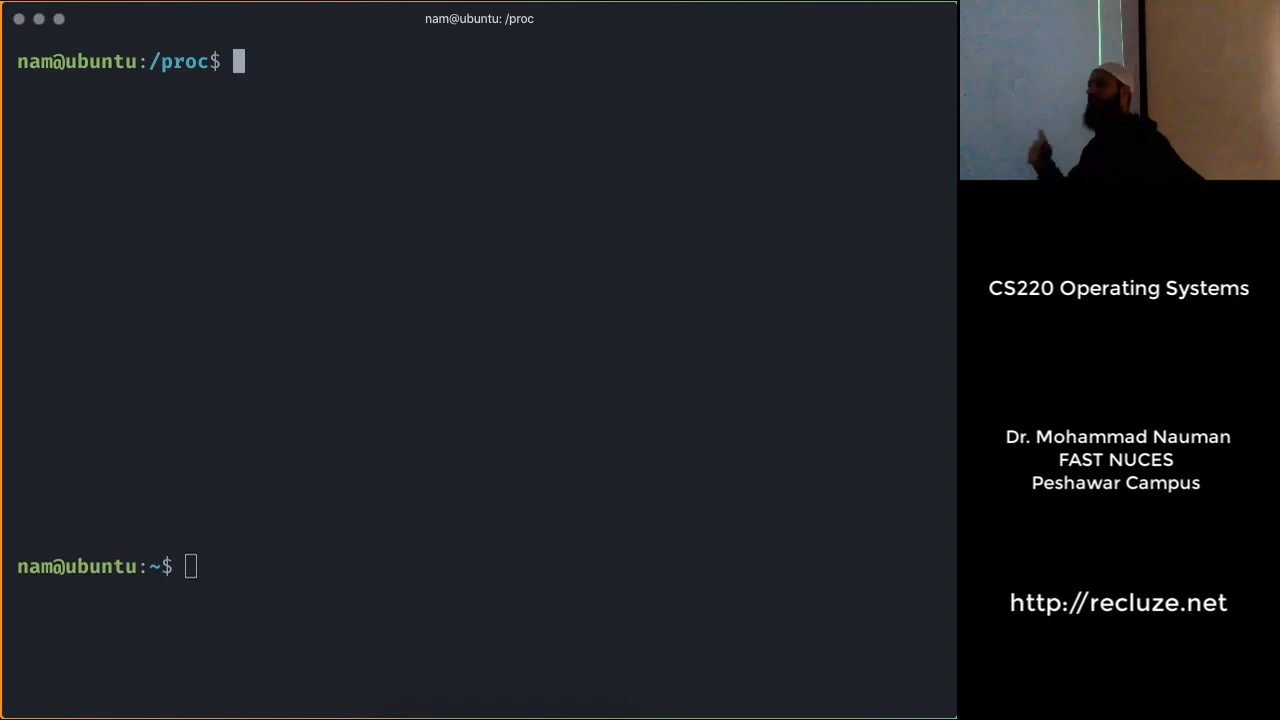 nam@ubuntu: /proc
nam@ubuntu:/proc$
nam@ubuntu:~$
CS220 Operating Systems
Dr. Mohammad Nauman
FAST NUCES
Peshawar Campus
http://recluze.net